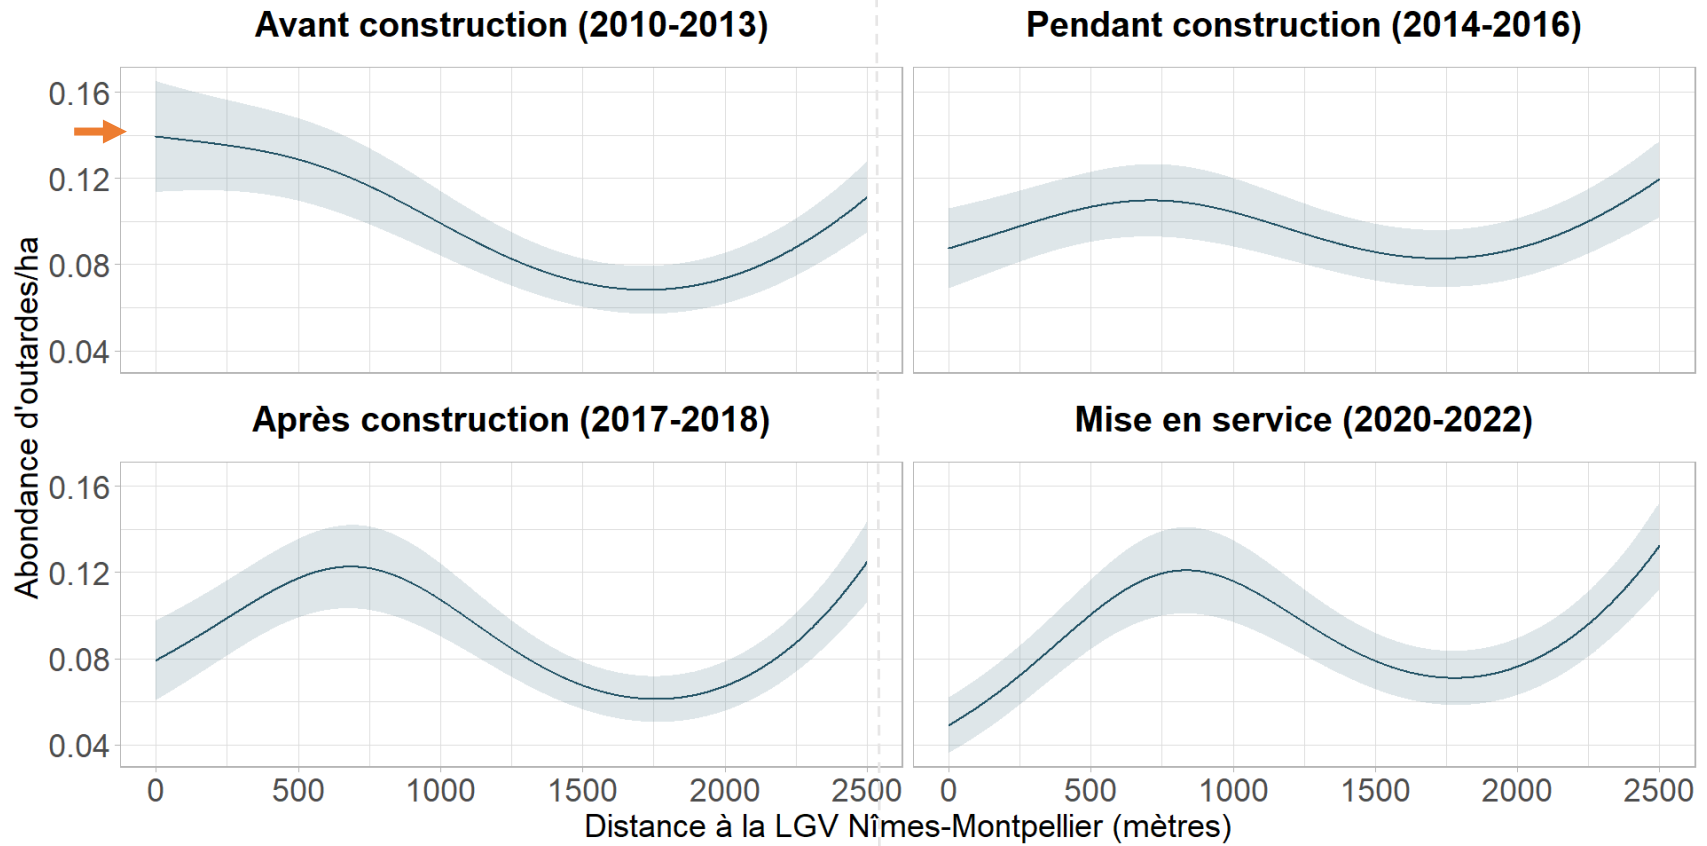 Avant construction (2010-2013)
Pendant construction (2014-2016)
0.16
0.12
0.08
0.04
Abondance d'outardes/ha
Après construction (2017-2018)
Mise en service (2020-2022)
0.16
0.12
0.08
0.04
0 500 1000 1500 2000 2500 0 500 1000 1500 2000 2500
Distance à la LGV Nîmes-Montpellier (mètres)